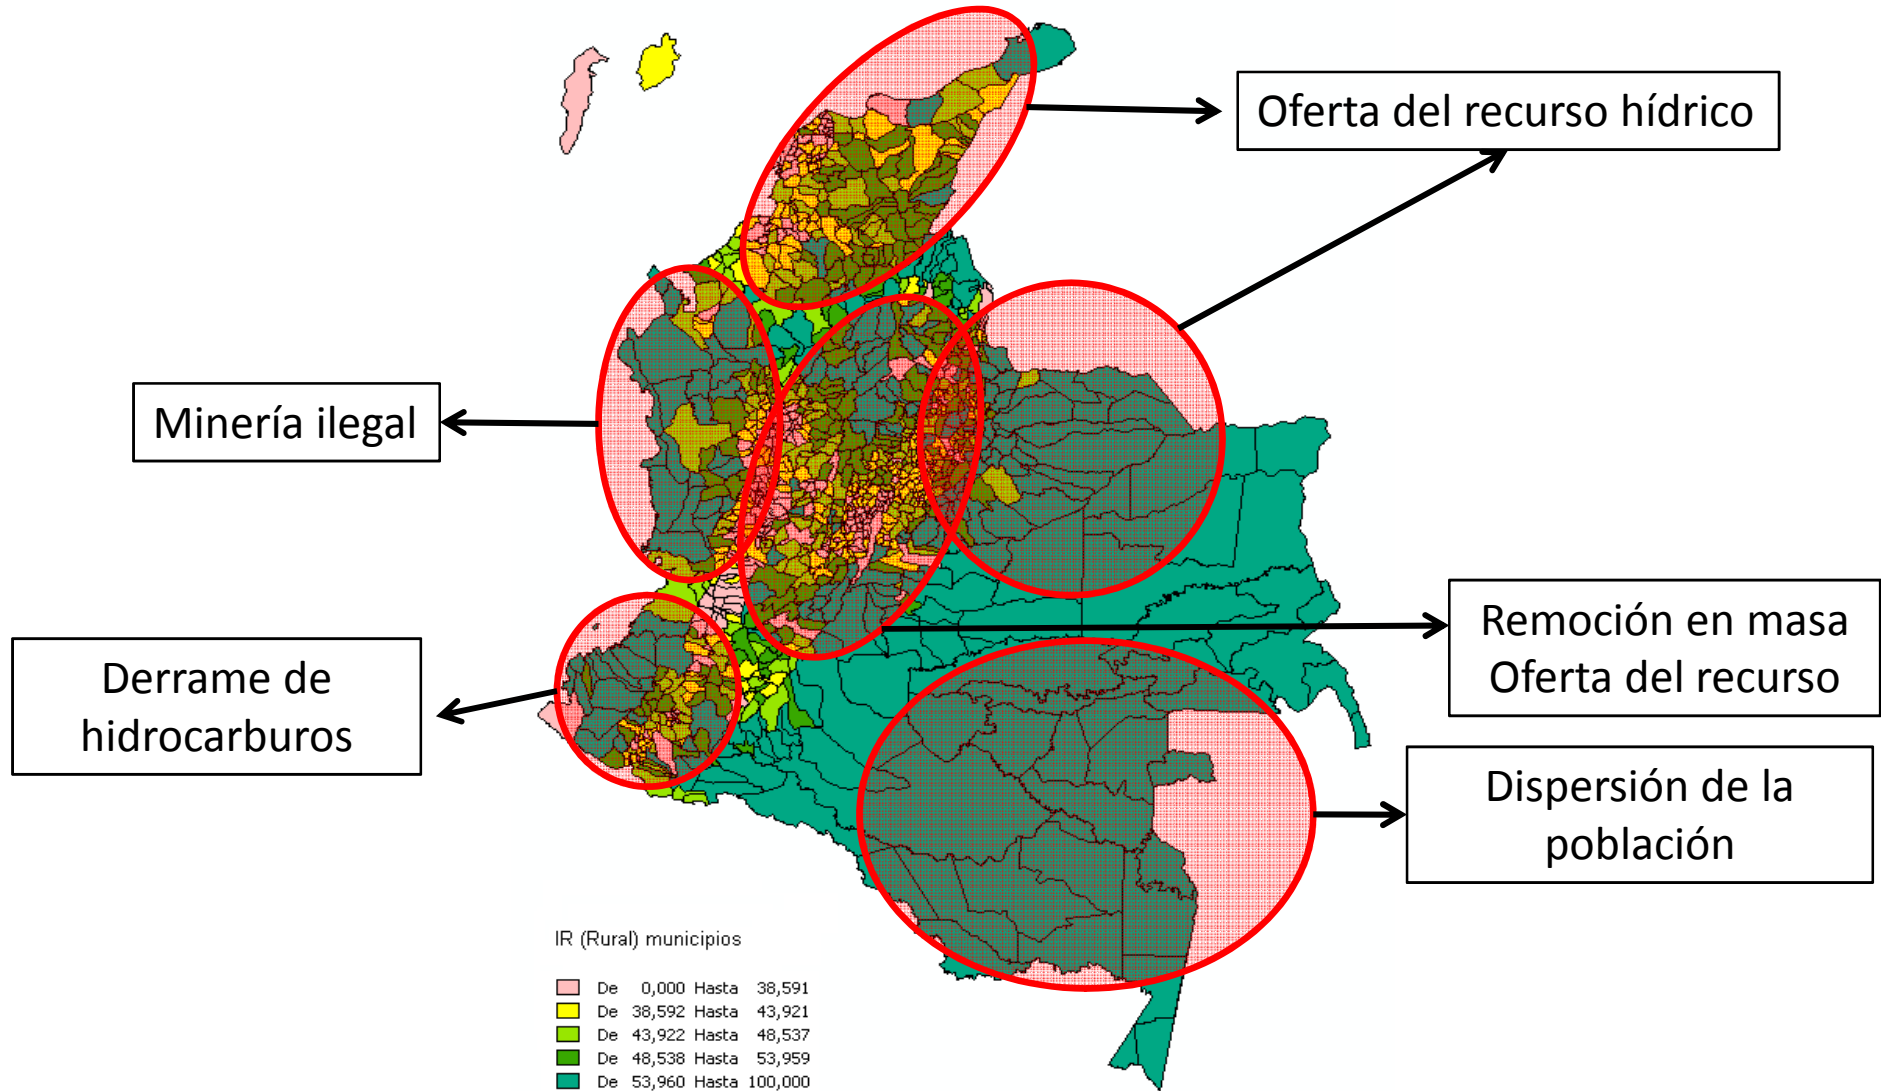 Oferta del recurso hídrico
Minería ilegal
Remoción en masa
Oferta del recurso
Derrame de
hidrocarburos
Dispersión de la
población
IR (Rural) municipios
De 0,000 Hasta 38,591
De 38,592 Hasta 43,921
De 43,922 Hasta 48,537
De 48,538 Hasta 53,959
De 53,960 Hasta 100,000